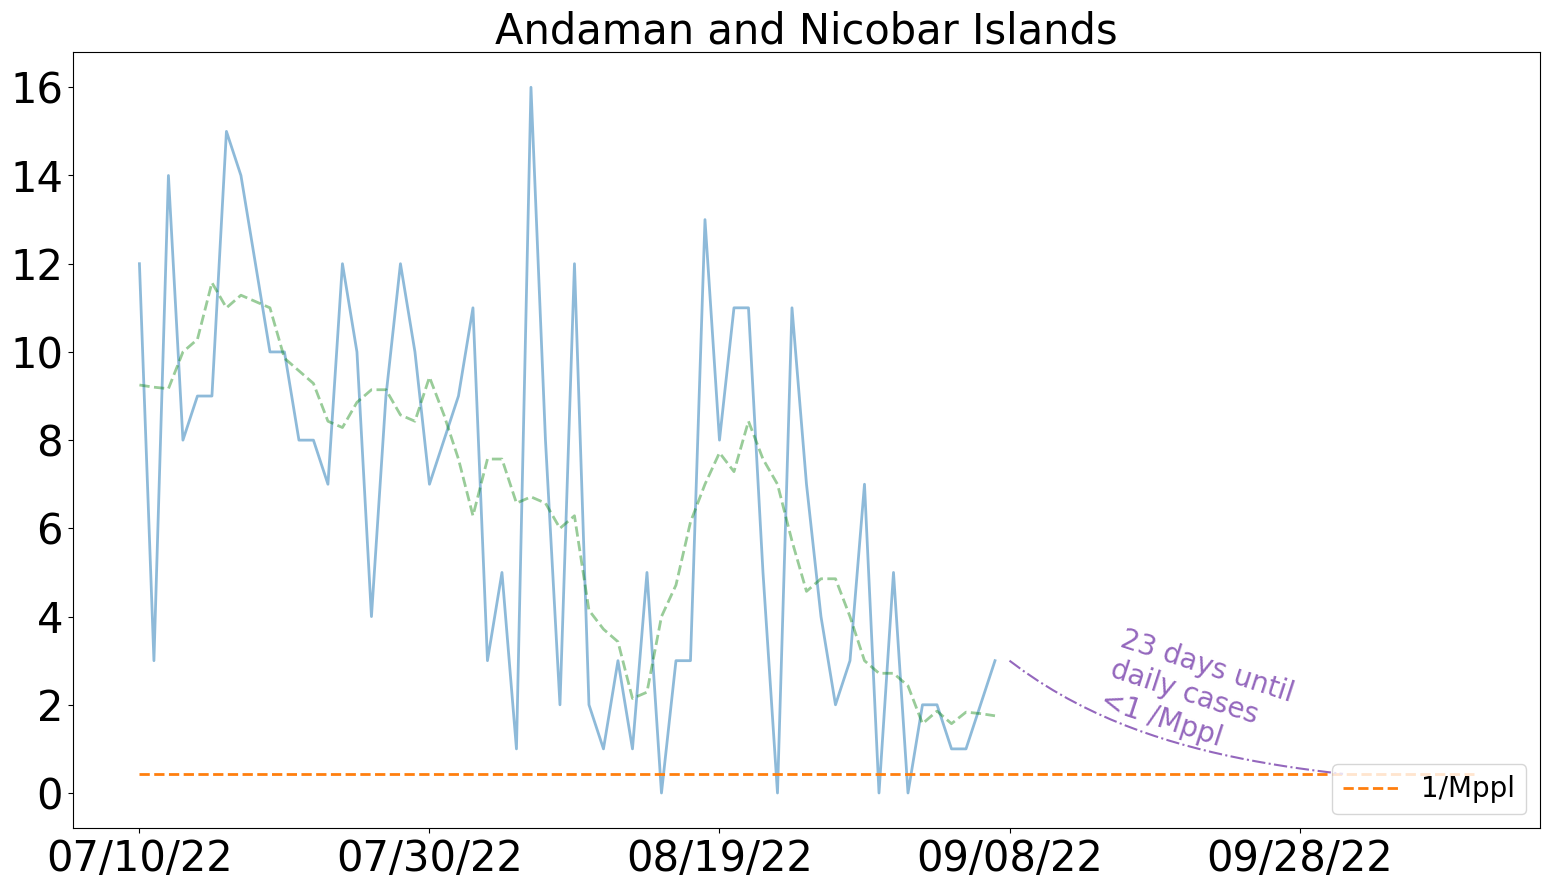 Andaman and Nicobar Islands
16
14
12
10
8
6
4
2
0
23 days until
daily cases
<1 /Mppl
1/Mppl
07/10/22
07/30/22
08/19/22
09/08/22
09/28/22